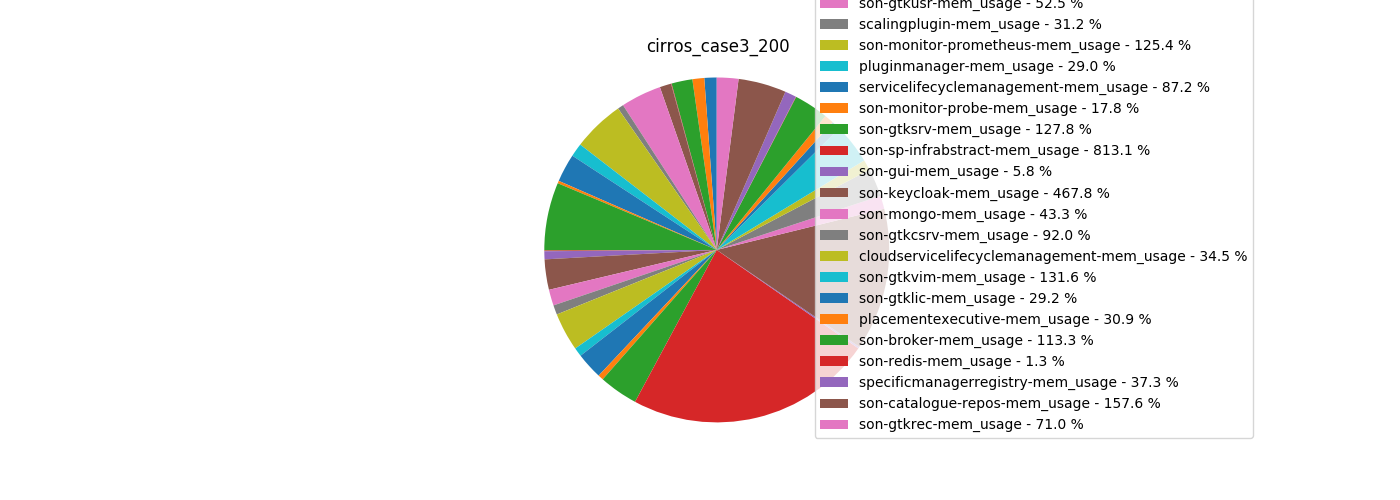 cirros_case3_200
son-gtkusr-mem_usage - 52.5 %
scalingplugin-mem_usage - 31.2 %
son-monitor-prometheus-mem_usage - 125.4 %
pluginmanager-mem_usage - 29.0 %
servicelifecyclemanagement-mem_usage - 87.2 %
son-monitor-probe-mem_usage - 17.8 %
son-gtksrv-mem_usage - 127.8 %
son-sp-infrabstract-mem_usage - 813.1 %
son-gui-mem_usage - 5.8 %
son-keycloak-mem_usage - 467.8 %
son-mongo-mem_usage - 43.3 %
son-gtkcsrv-mem_usage - 92.0 %
cloudservicelifecyclemanagement-mem_usage - 34.5 %
son-gtkvim-mem_usage - 131.6 %
son-gtklic-mem_usage - 29.2 %
placementexecutive-mem_usage - 30.9 %
son-broker-mem_usage - 113.3 %
son-redis-mem_usage - 1.3 %
specificmanagerregistry-mem_usage - 37.3 %
son-catalogue-repos-mem_usage - 157.6 %
son-gtkrec-mem_usage - 71.0 %